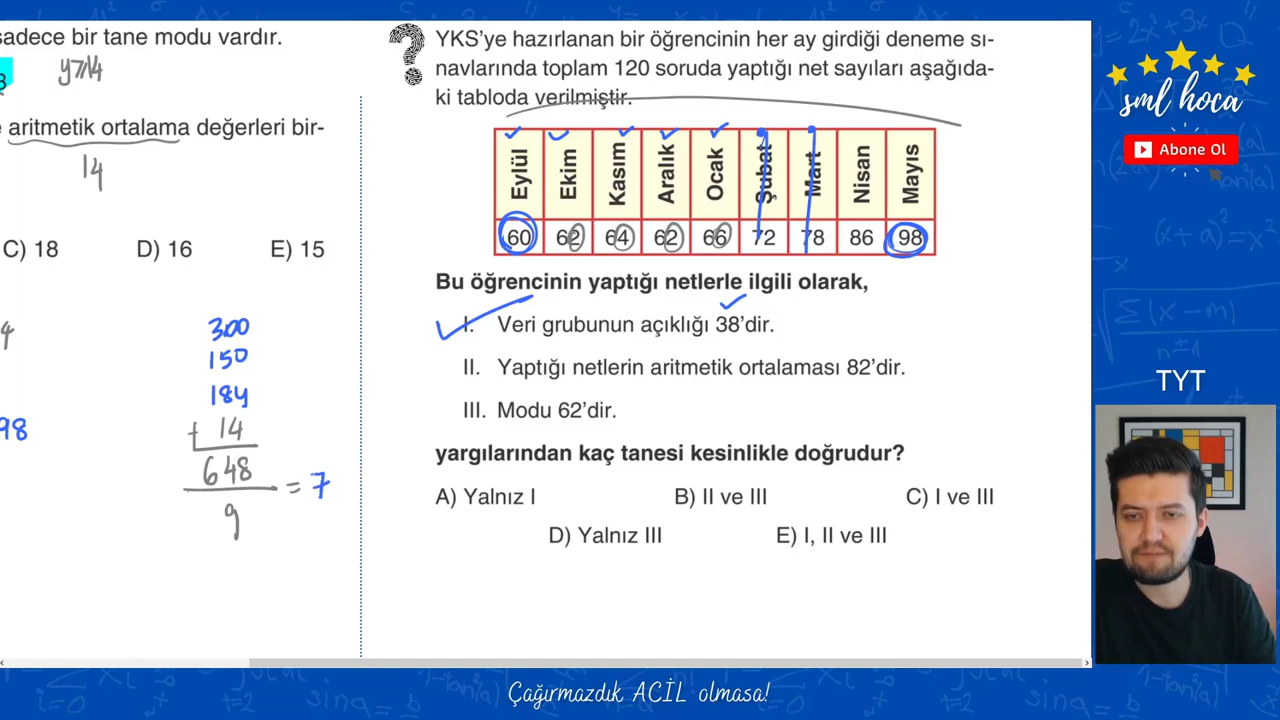 sadece bir tane modu vardır.
y≥14
3
e aritmetik ortalama değerleri bir-
14
C) 18 D) 16 E) 15
4
98
300
150
184
+ 14
648
9
= 7
YKS'ye hazırlanan bir öğrencinin her ay girdiği deneme sı-
navlarında toplam 120 soruda yaptığı net sayıları aşağıda-
ki tabloda verilmiştir.
Eylül Ekim Kasım Aralık Ocak Şubat Mart Nisan Mayıs
60 62 64 62 66 72 78 86 98
Bu öğrencinin yaptığı netlerle ilgili olarak,
I. Veri grubunun açıklığı 38'dir.
II. Yaptığı netlerin aritmetik ortalaması 82'dir.
III. Modu 62'dir.
yargılarından kaç tanesi kesinlikle doğrudur?
A) Yalnız I B) II ve III C) I ve III
D) Yalnız III E) I, II ve III
sml hoca
Abone Ol
TYT
Çağırmazdık ACİL olmasa!